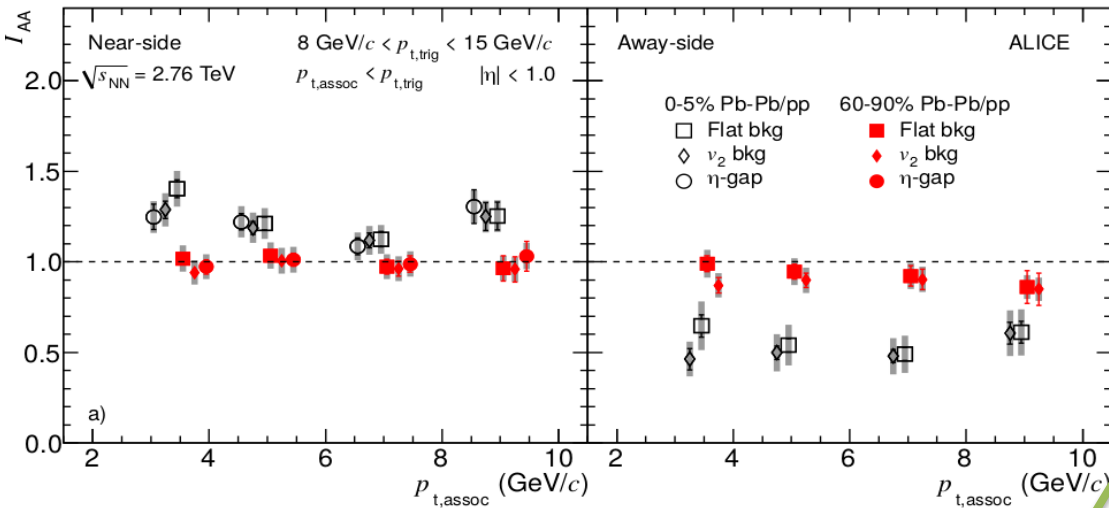 I_AA
Near-side
8 GeV/c < p_t,trig < 15 GeV/c
√s_NN = 2.76 TeV
p_t,assoc < p_t,trig
|η| < 1.0
2.0
1.5
1.0
0.5
0.0
a)
2 4 6 8 10
p_t,assoc (GeV/c)
Away-side
ALICE
0-5% Pb-Pb/pp
Flat bkg
v_2 bkg
η-gap
60-90% Pb-Pb/pp
Flat bkg
v_2 bkg
η-gap
2 4 6 8 10
p_t,assoc (GeV/c)